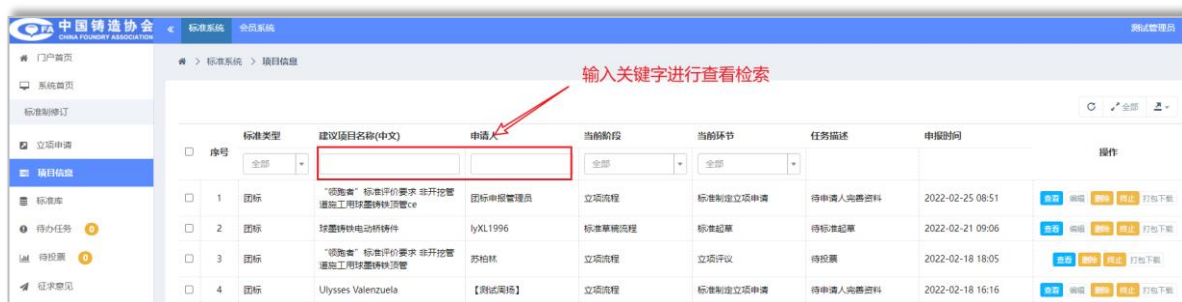 中国铸造协会
CHINA FOUNDRY ASSOCIATION
标准系统 会员系统
测试管理员
门户首页
系统首页
标准制修订
立项申请
项目信息
标准库
待办任务 0
待投票 0
征求意见
> 标准系统 > 项目信息
输入关键字进行查看检索
全部
序号 标准类型 建议项目名称(中文) 申请人 当前阶段 当前环节 任务描述 申报时间 操作
全部 全部 全部
1 团标 “领跑者”标准评价要求 非开挖管道施工用球墨铸铁顶管ce 团标申报管理员 立项流程 标准制定立项申请 待申请人完善资料 2022-02-25 08:51 查看 编辑 删除 终止 打包下载
2 团标 球墨铸铁电动桥铸件 lyXL1996 标准草稿流程 标准起草 待标准起草 2022-02-21 09:06 查看 编辑 删除 终止 打包下载
3 团标 “领跑者”标准评价要求 非开挖管道施工用球墨铸铁顶管 苏柏林 立项流程 立项评议 待投票 2022-02-18 18:05 查看 删除 终止 打包下载
4 团标 Ulysses Valenzuela 【测试周扬】 立项流程 标准制定立项申请 待申请人完善资料 2022-02-18 16:16 查看 编辑 删除 终止 打包下载